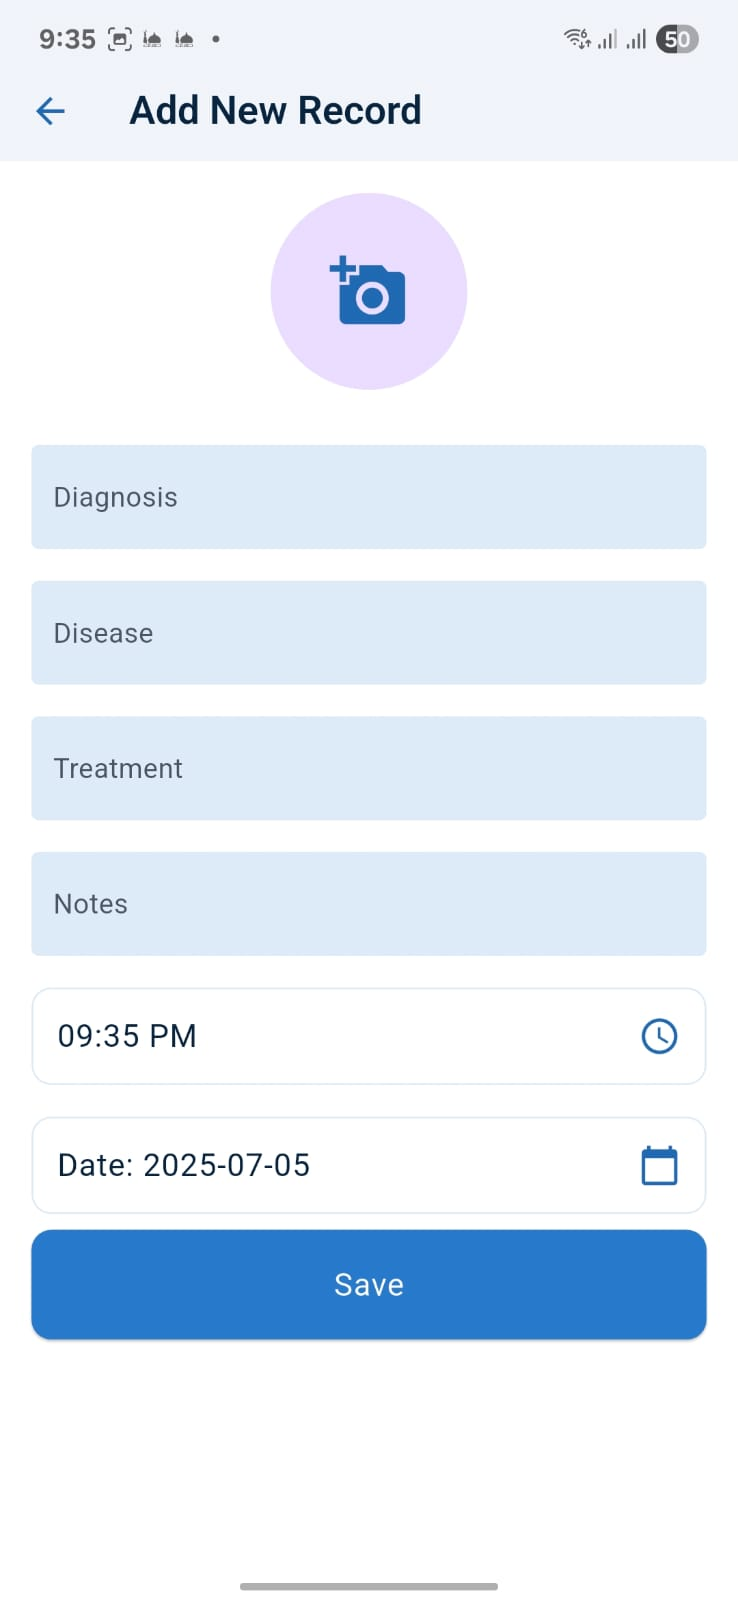 9:35
50
Add New Record
Diagnosis
Disease
Treatment
Notes
09:35 PM
Date: 2025-07-05
Save